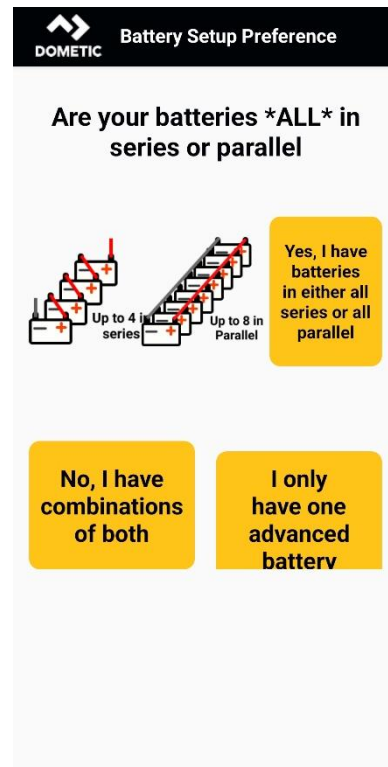 DOMETIC
Battery Setup Preference
Are your batteries *ALL* in
series or parallel
Up to 4 in
series
Up to 8 in
Parallel
Yes, I have
batteries
in either all
series or all
parallel
No, I have
combinations
of both
I only
have one
advanced
battery